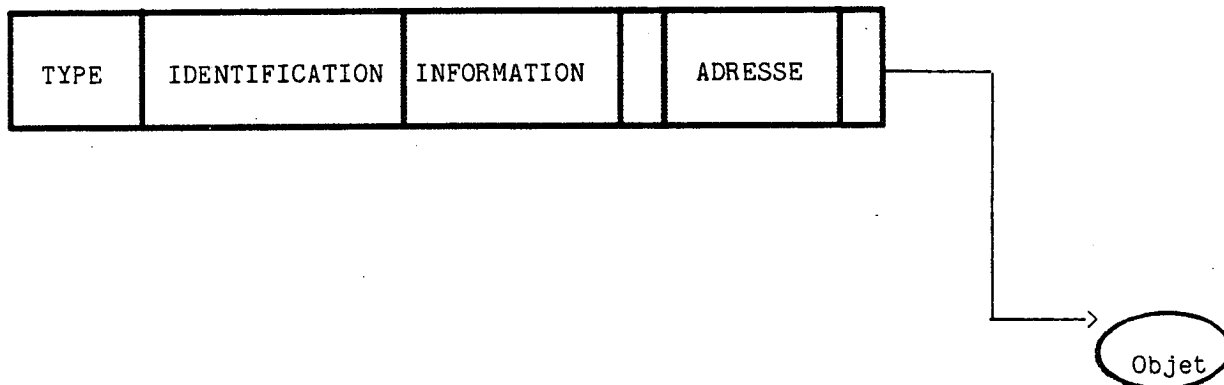 TYPE IDENTIFICATION INFORMATION ADRESSE
Objet